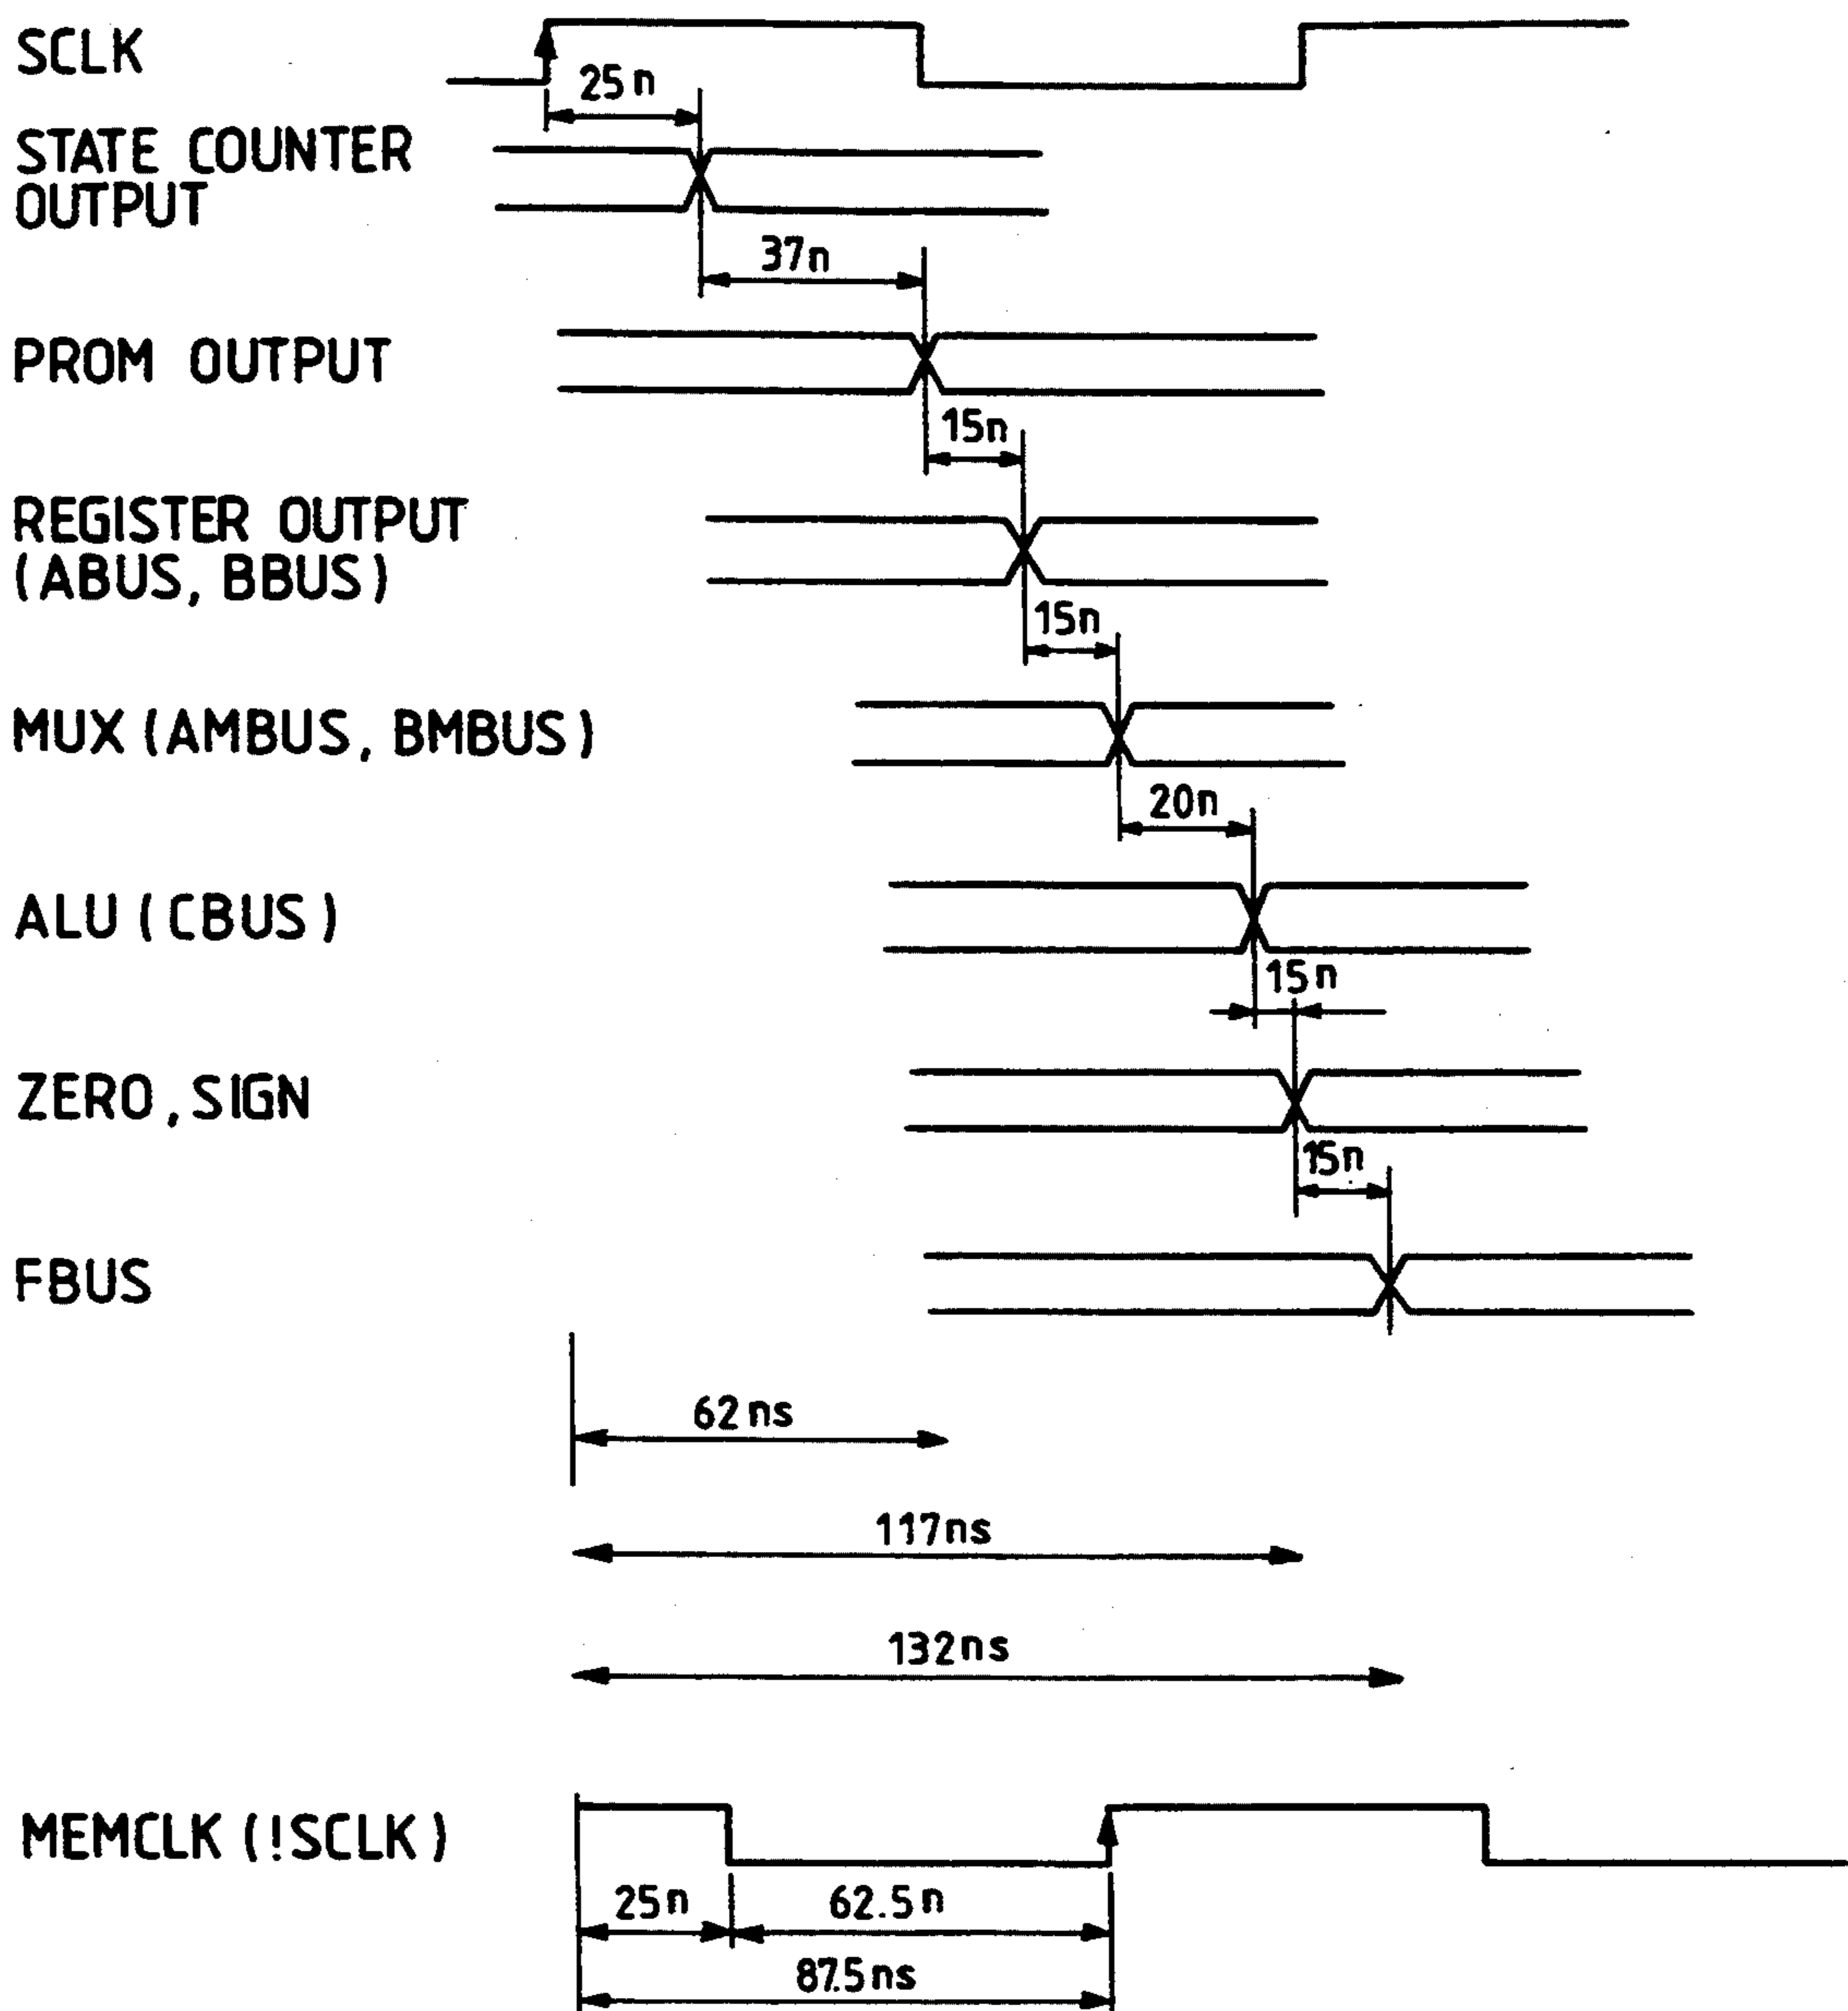 SCLK
25n
STATE COUNTER
OUTPUT
37n
PROM OUTPUT
15n
REGISTER OUTPUT
(ABUS, BBUS)
15n
MUX (AMBUS, BMBUS)
20n
ALU (CBUS)
15n
ZERO, SIGN
15n
FBUS
62ns
117ns
132ns
MEMCLK (!SCLK)
25n
62.5n
87.5ns